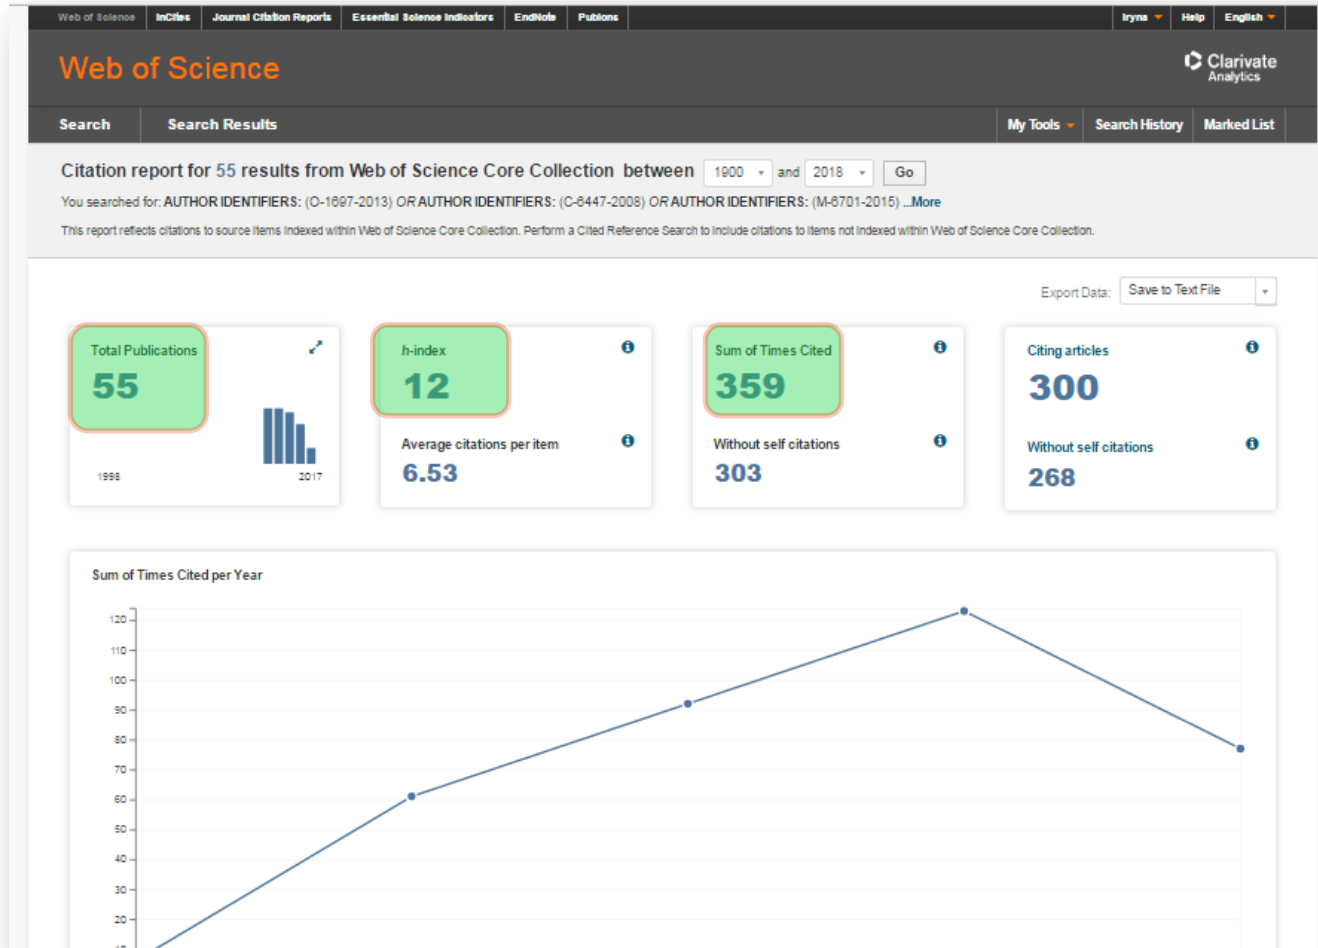 Web of Science InCites Journal Citation Reports Essential Science Indicators EndNote Publons Iryna Help English
Web of Science
Clarivate
Analytics
Search Search Results My Tools Search History Marked List
Citation report for 55 results from Web of Science Core Collection between 1900 and 2018 Go
You searched for: AUTHOR IDENTIFIERS: (O-1697-2013) OR AUTHOR IDENTIFIERS: (C-6447-2008) OR AUTHOR IDENTIFIERS: (M-6701-2015) ...More
This report reflects citations to source items indexed within Web of Science Core Collection. Perform a Cited Reference Search to include citations to items not indexed within Web of Science Core Collection.
Export Data: Save to Text File
Total Publications
55
1998 2017
h-index
12
Average citations per item
6.53
Sum of Times Cited
359
Without self citations
303
Citing articles
300
Without self citations
268
Sum of Times Cited per Year
120
110
100
90
80
70
60
50
40
30
20